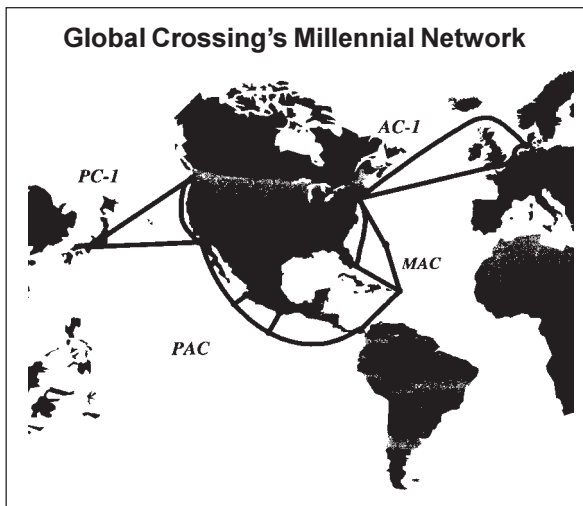 Global Crossing's Millennial Network
AC-1
PC-1
MAC
PAC